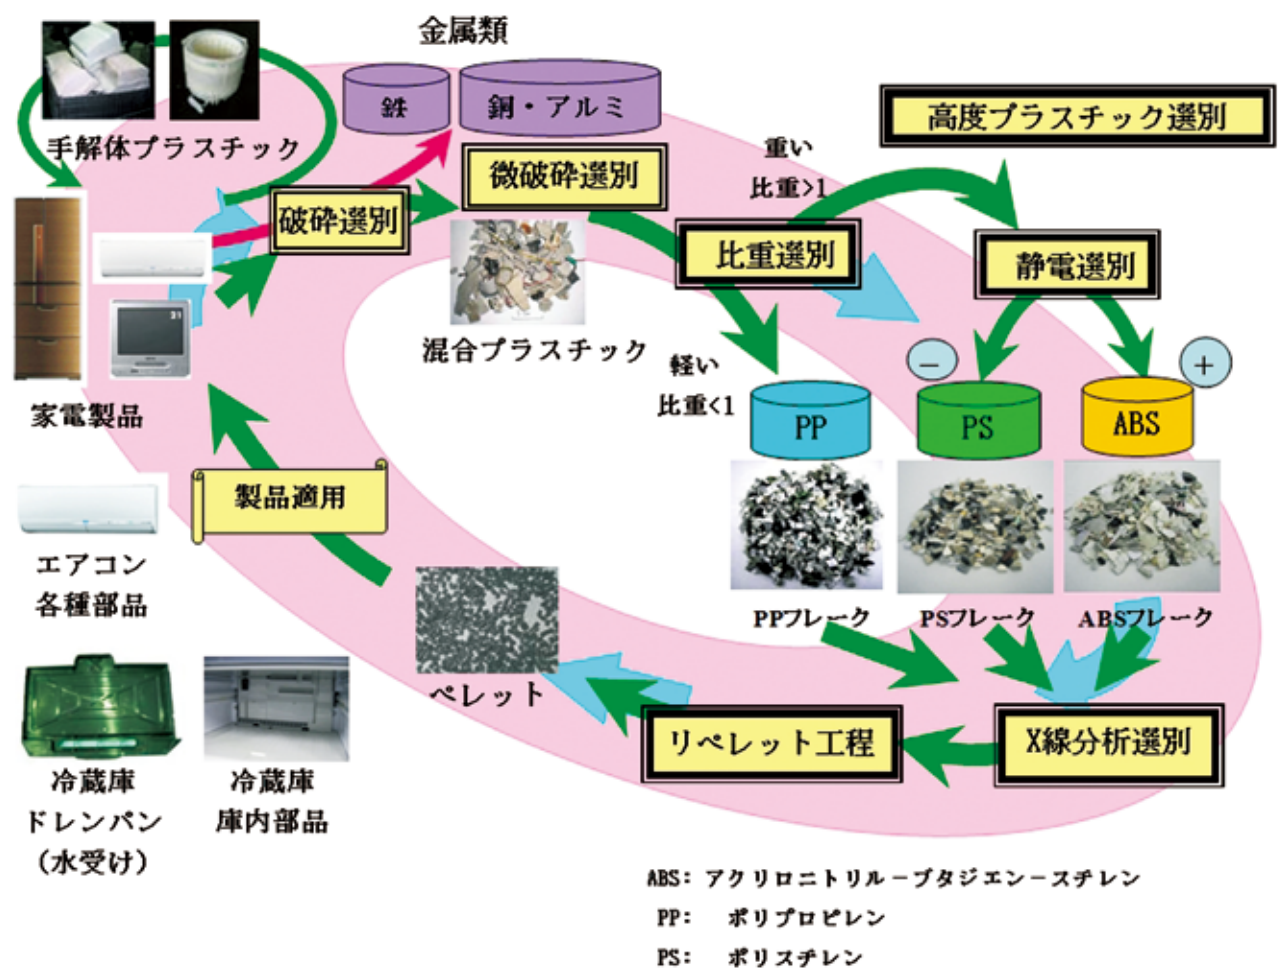 金属類
鉄
銅・アルミ
手解体プラスチック
高度プラスチック選別
重い
比重>1
微破砕選別
破砕選別
比重選別
静電選別
混合プラスチック
軽い
比重<1
−
+
家電製品
PP
PS
ABS
製品適用
エアコン
各種部品
PPフレーク
PSフレーク
ABSフレーク
ペレット
リペレット工程
X線分析選別
冷蔵庫
ドレンパン
(水受け)
冷蔵庫
庫内部品
ABS: アクリロニトリル−ブタジエン−スチレン
PP: ポリプロピレン
PS: ポリスチレン